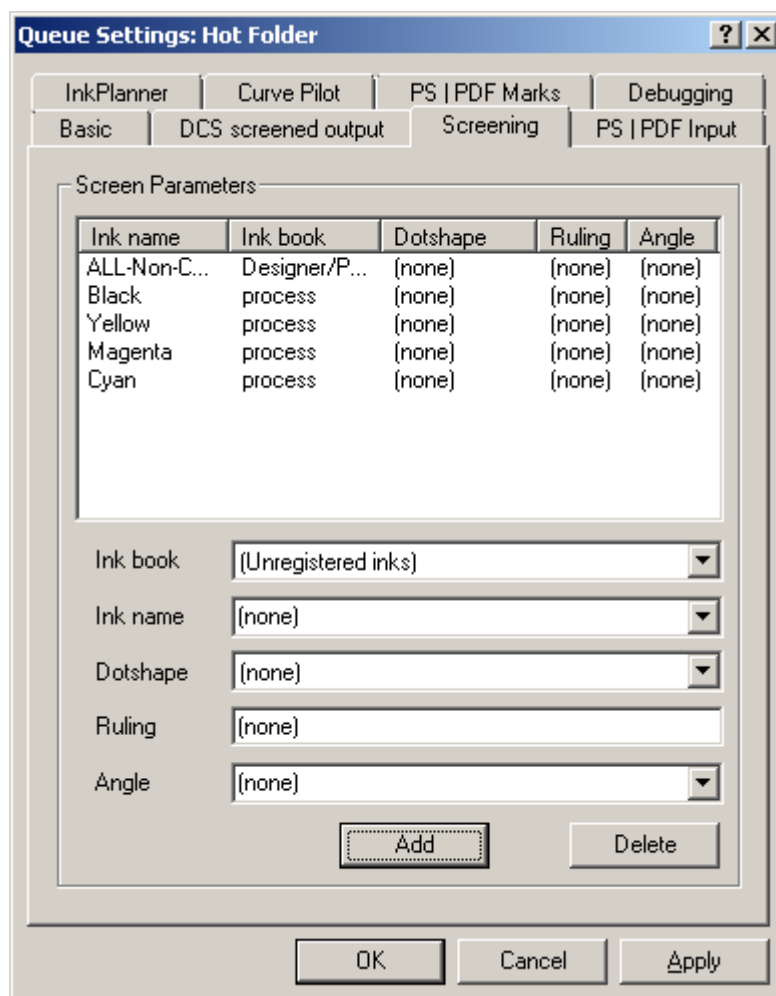 Queue Settings: Hot Folder
InkPlanner Curve Pilot PS | PDF Marks Debugging
Basic DCS screened output Screening PS | PDF Input
Screen Parameters
Ink name Ink book Dotshape Ruling Angle
ALL-Non-C... Designer/P... (none) (none) (none)
Black process (none) (none) (none)
Yellow process (none) (none) (none)
Magenta process (none) (none) (none)
Cyan process (none) (none) (none)
Ink book (Unregistered inks)
Ink name (none)
Dotshape (none)
Ruling (none)
Angle (none)
Add Delete
OK Cancel Apply